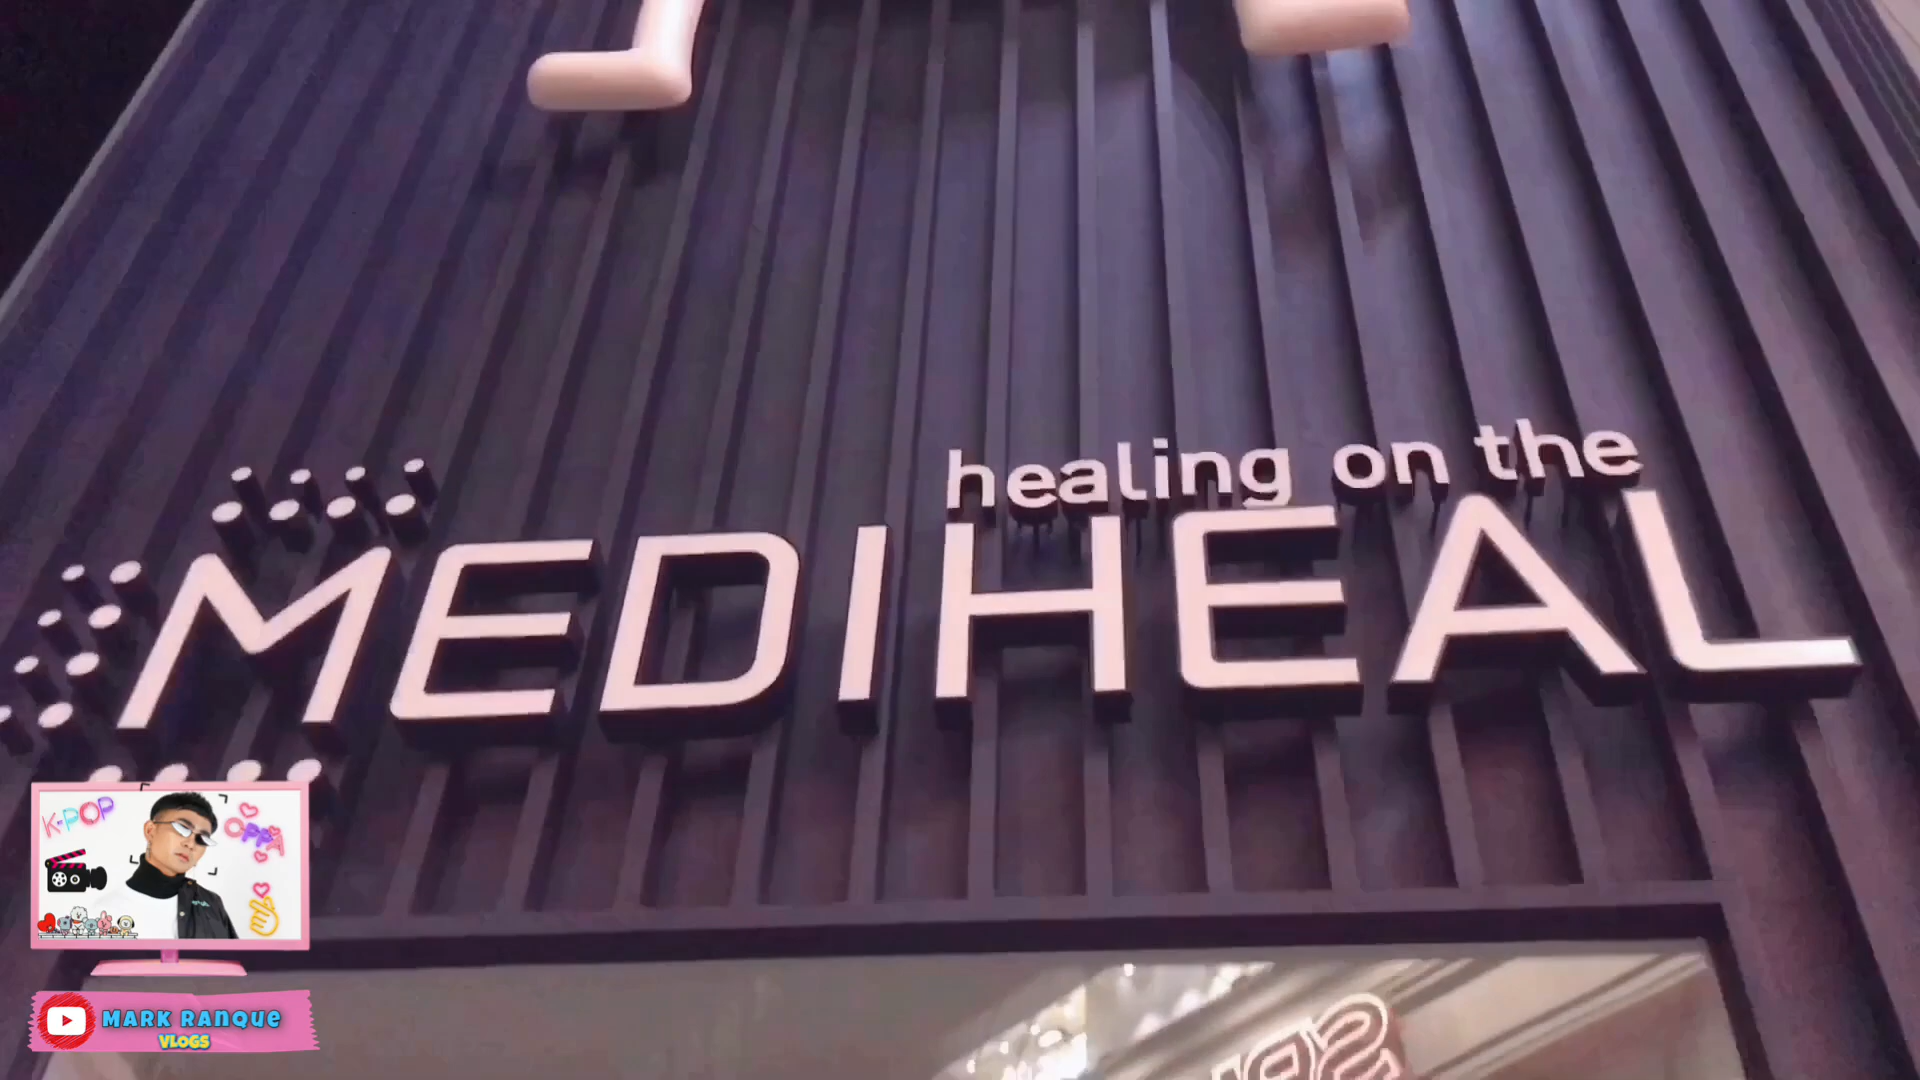 healing on the
MEDIHEAL
K-POP
OPPA
MARK RANQUE
VLOGS